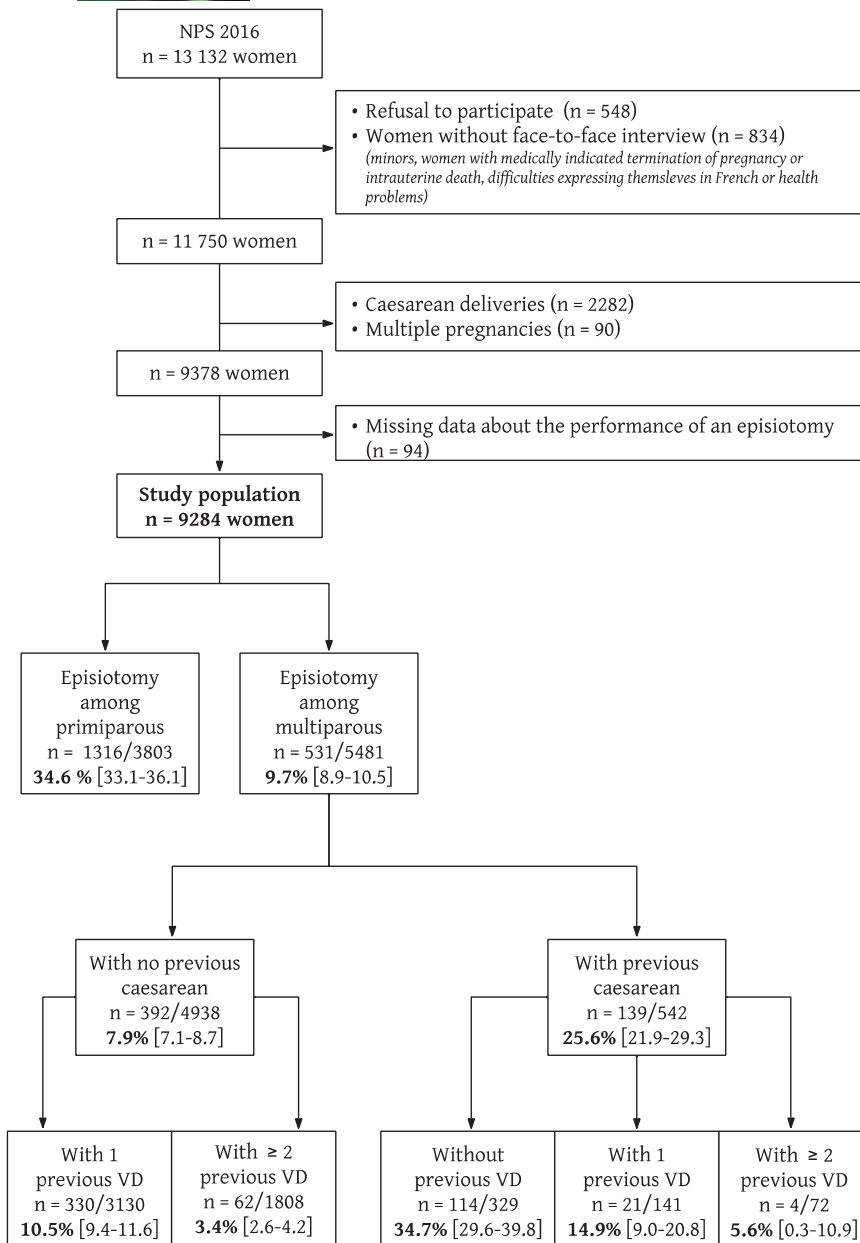 NPS 2016
n = 13 132 women
• Refusal to participate (n = 548)
• Women without face-to-face interview (n = 834)
(minors, women with medically indicated termination of pregnancy or
intrauterine death, difficulties expressing themsleves in French or health
problems)
n = 11 750 women
• Caesarean deliveries (n = 2282)
• Multiple pregnancies (n = 90)
n = 9378 women
• Missing data about the performance of an episiotomy
(n = 94)
Study population
n = 9284 women
Episiotomy
among
primiparous
n = 1316/3803
34.6 % [33.1-36.1]
Episiotomy
among
multiparous
n = 531/5481
9.7% [8.9-10.5]
With no previous
caesarean
n = 392/4938
7.9% [7.1-8.7]
With previous
caesarean
n = 139/542
25.6% [21.9-29.3]
With 1
previous VD
n = 330/3130
10.5% [9.4-11.6]
With ≥ 2
previous VD
n = 62/1808
3.4% [2.6-4.2]
Without
previous VD
n = 114/329
34.7% [29.6-39.8]
With 1
previous VD
n = 21/141
14.9% [9.0-20.8]
With ≥ 2
previous VD
n = 4/72
5.6% [0.3-10.9]